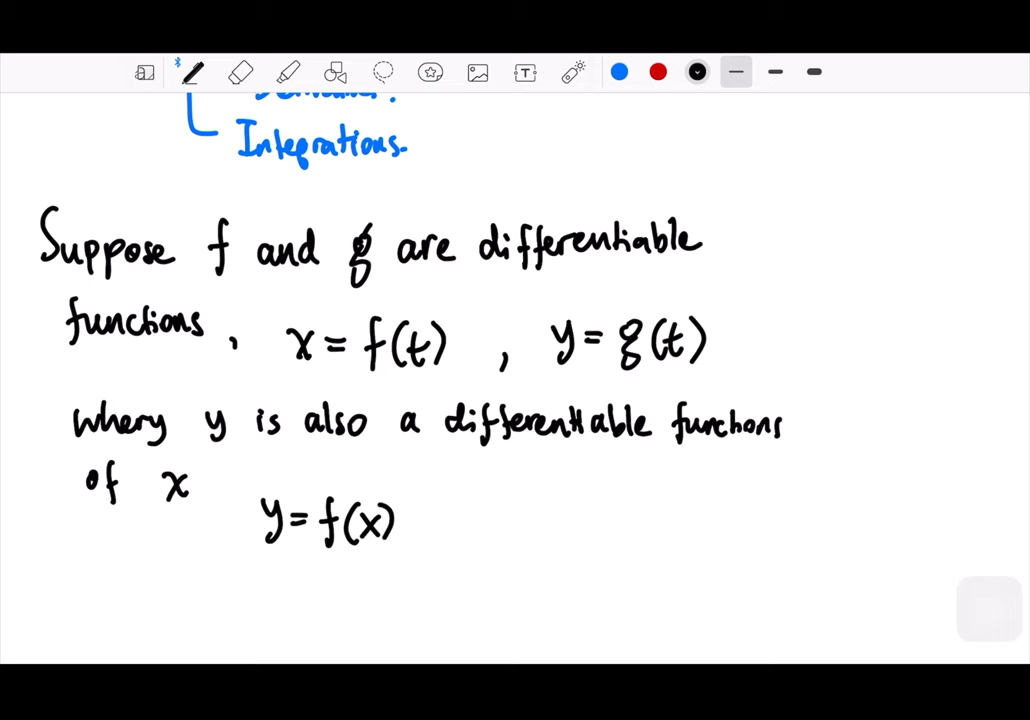 Integrations.
Suppose f and g are differentiable
functions, x = f(t) , y = g(t)
where y is also a differentiable functions
of x
y = f(x)